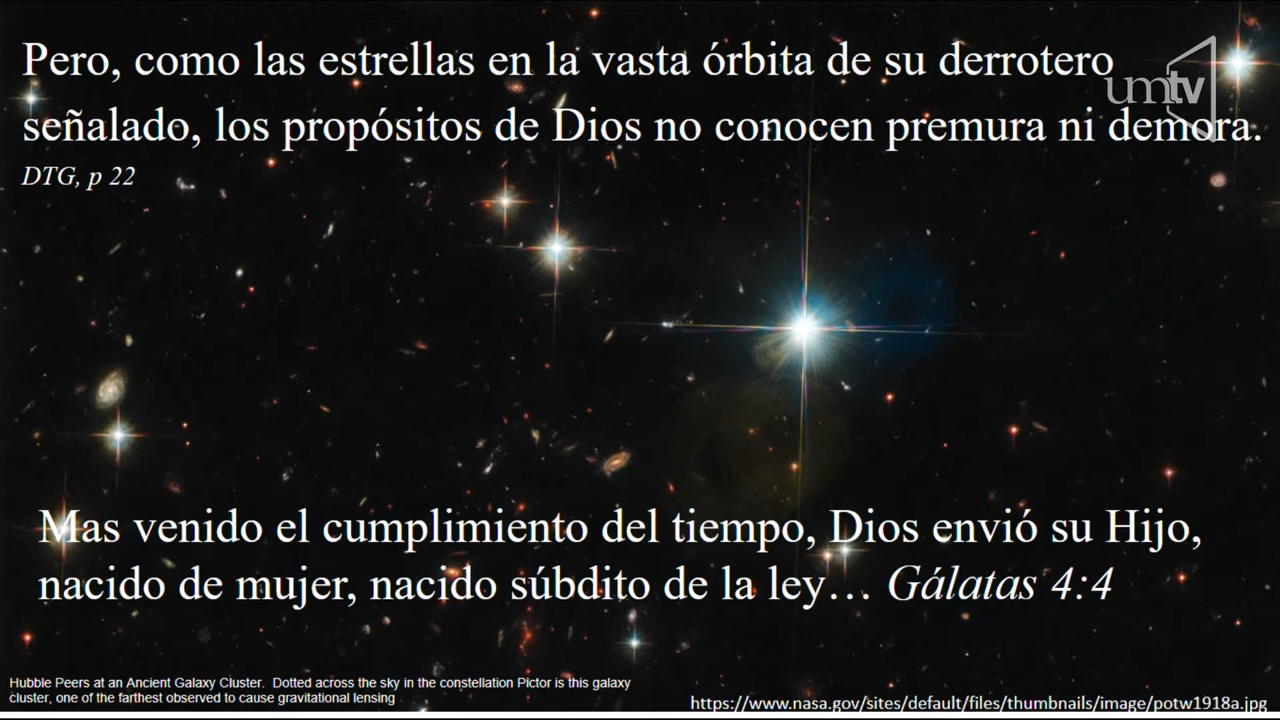 Pero, como las estrellas en la vasta órbita de su derrotero
umtv
señalado, los propósitos de Dios no conocen premura ni demora.
DTG, p 22
Mas venido el cumplimiento del tiempo, Dios envió su Hijo,
nacido de mujer, nacido súbdito de la ley… Gálatas 4:4
Hubble Peers at an Ancient Galaxy Cluster.  Dotted across the sky in the constellation Pictor is this galaxy
cluster, one of the farthest observed to cause gravitational lensing
https://www.nasa.gov/sites/default/files/thumbnails/image/potw1918a.jpg